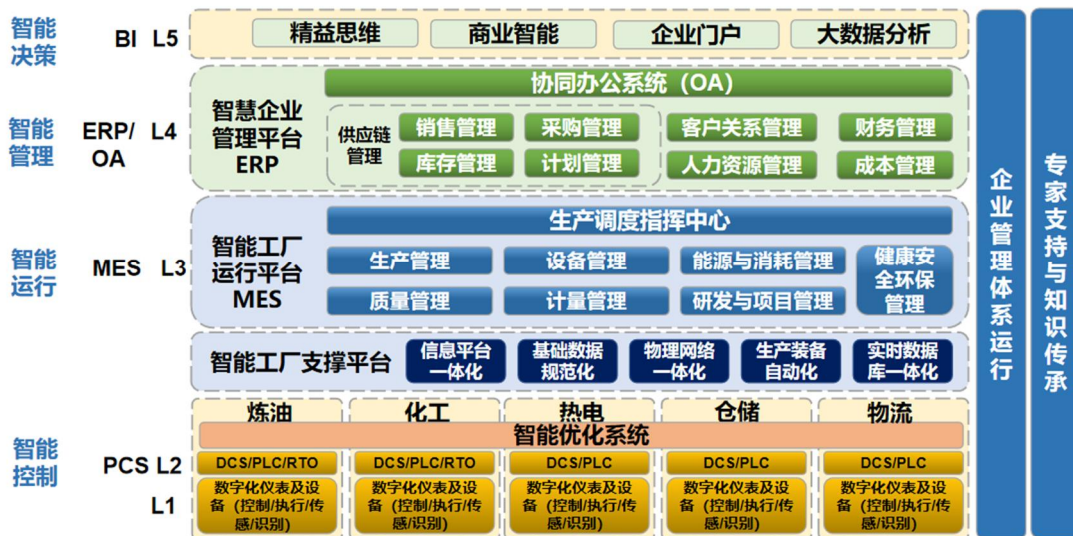 智能
决策
BI L5
精益思维
商业智能
企业门户
大数据分析
智能
管理
ERP/ L4
OA
智慧企业
管理平台
ERP
协同办公系统（OA）
供应链
管理
销售管理
采购管理
库存管理
计划管理
客户关系管理
财务管理
人力资源管理
成本管理
智能
运行
MES L3
智能工厂
运行平台
MES
生产调度指挥中心
生产管理
设备管理
能源与消耗管理
质量管理
计量管理
研发与项目管理
健康安
全环保
管理
智能工厂支撑平台
信息平台
一体化
基础数据
规范化
物理网络
一体化
生产装备
自动化
实时数据
库一体化
智能
控制
PCS L2
L1
炼油
化工
热电
仓储
物流
智能优化系统
DCS/PLC/RTO
DCS/PLC/RTO
DCS/PLC
DCS/PLC
DCS/PLC
数字化仪表及设
备（控制/执行/传
感/识别）
数字化仪表及设
备（控制/执行/传
感/识别）
数字化仪表及设
备（控制/执行/传
感/识别）
数字化仪表及设
备（控制/执行/传
感/识别）
数字化仪表及设
备（控制/执行/传
感/识别）
企业管理体系运行
专家支持与知识传承